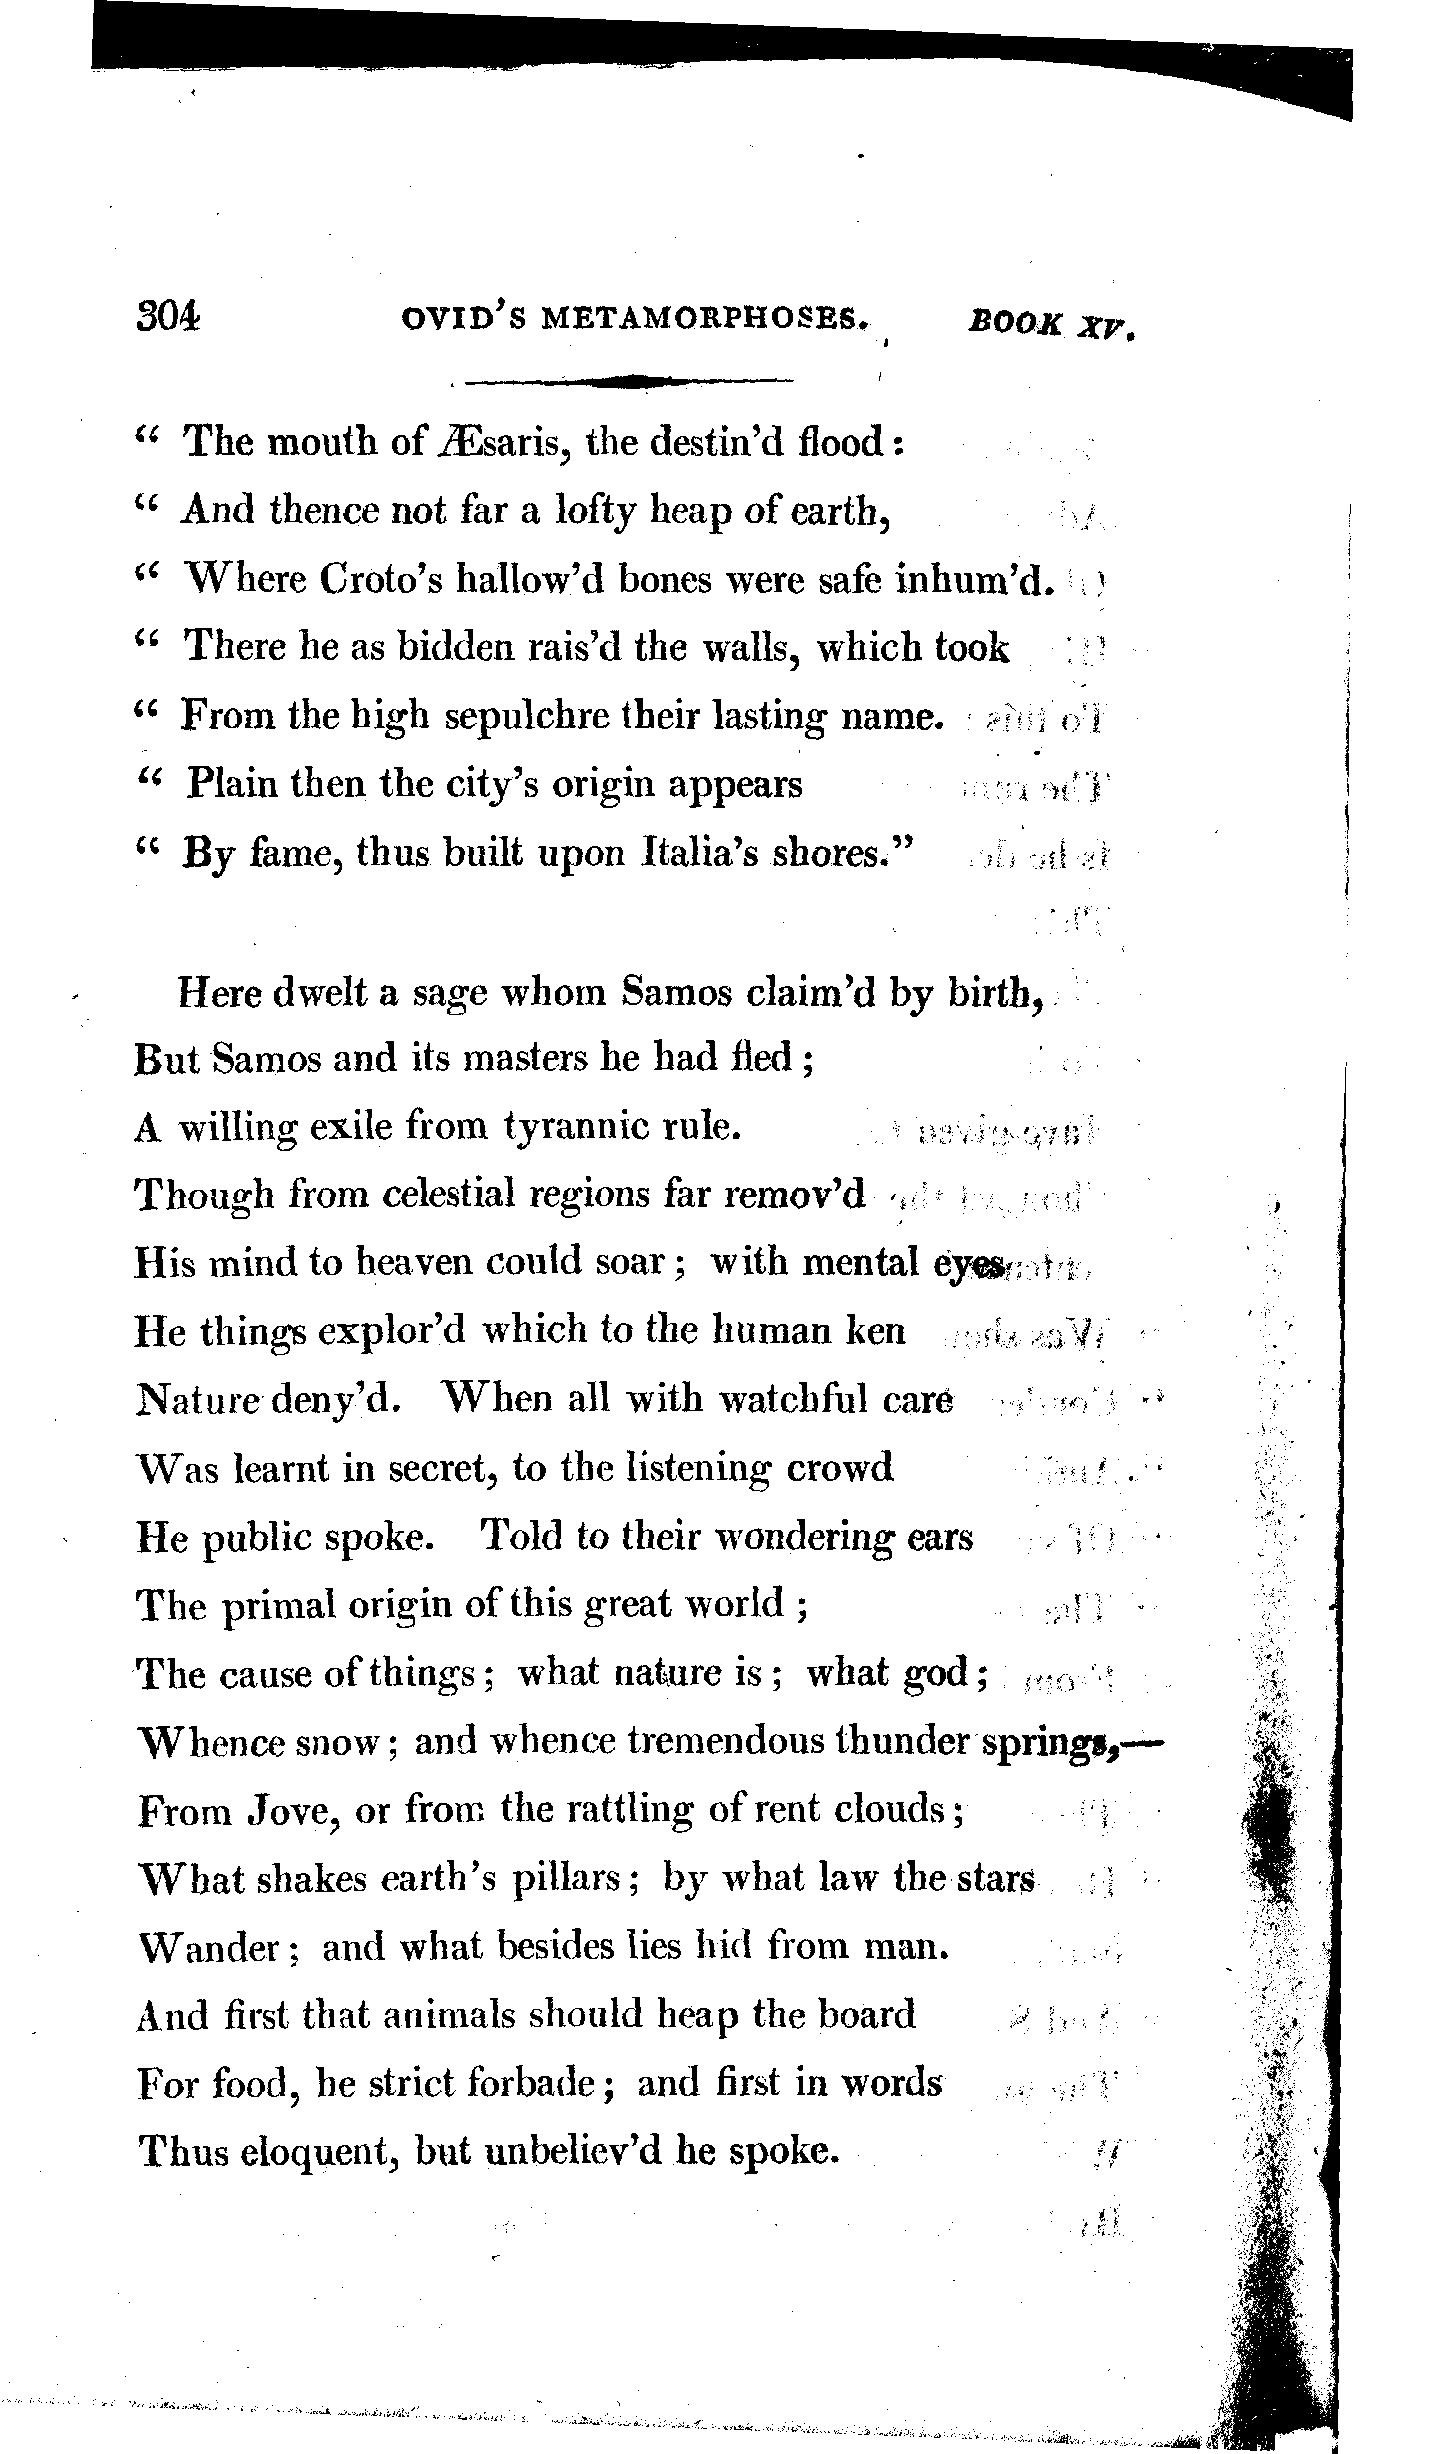 304 OVID'S METAMORPHOSES. BOOK XV.
“ The mouth of Æsaris, the destin'd flood:
“ And thence not far a lofty heap of earth,
“ Where Croto's hallow'd bones were safe inhum'd.
“ There he as bidden rais'd the walls, which took
“ From the high sepulchre their lasting name.
“ Plain then the city's origin appears
“ By fame, thus built upon Italia's shores.”
Here dwelt a sage whom Samos claim'd by birth,
But Samos and its masters he had fled;
A willing exile from tyrannic rule.
Though from celestial regions far remov'd
His mind to heaven could soar; with mental eyes
He things explor'd which to the human ken
Nature deny'd. When all with watchful care
Was learnt in secret, to the listening crowd
He public spoke. Told to their wondering ears
The primal origin of this great world;
The cause of things; what nature is; what god;
Whence snow; and whence tremendous thunder springs,—
From Jove, or from the rattling of rent clouds;
What shakes earth's pillars; by what law the stars
Wander; and what besides lies hid from man.
And first that animals should heap the board
For food, he strict forbade; and first in words
Thus eloquent, but unbeliev'd he spoke.